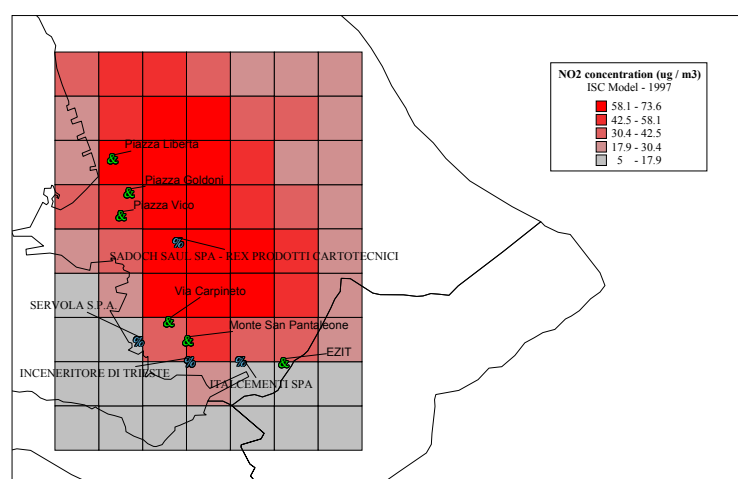 NO2 concentration (ug / m3)
ISC Model - 1997
58.1 - 73.6
42.5 - 58.1
30.4 - 42.5
17.9 - 30.4
5 - 17.9
Piazza Liberta
Piazza Goldoni
Piazza Vico
SADOCH SAUL SPA - REX PRODOTTI CARTOTECNICI
Via Carpineto
SERVOLA S.P.A.
Monte San Pantaleone
EZIT
INCENERITORE DI TRIESTE
ITALCEMENTI SPA